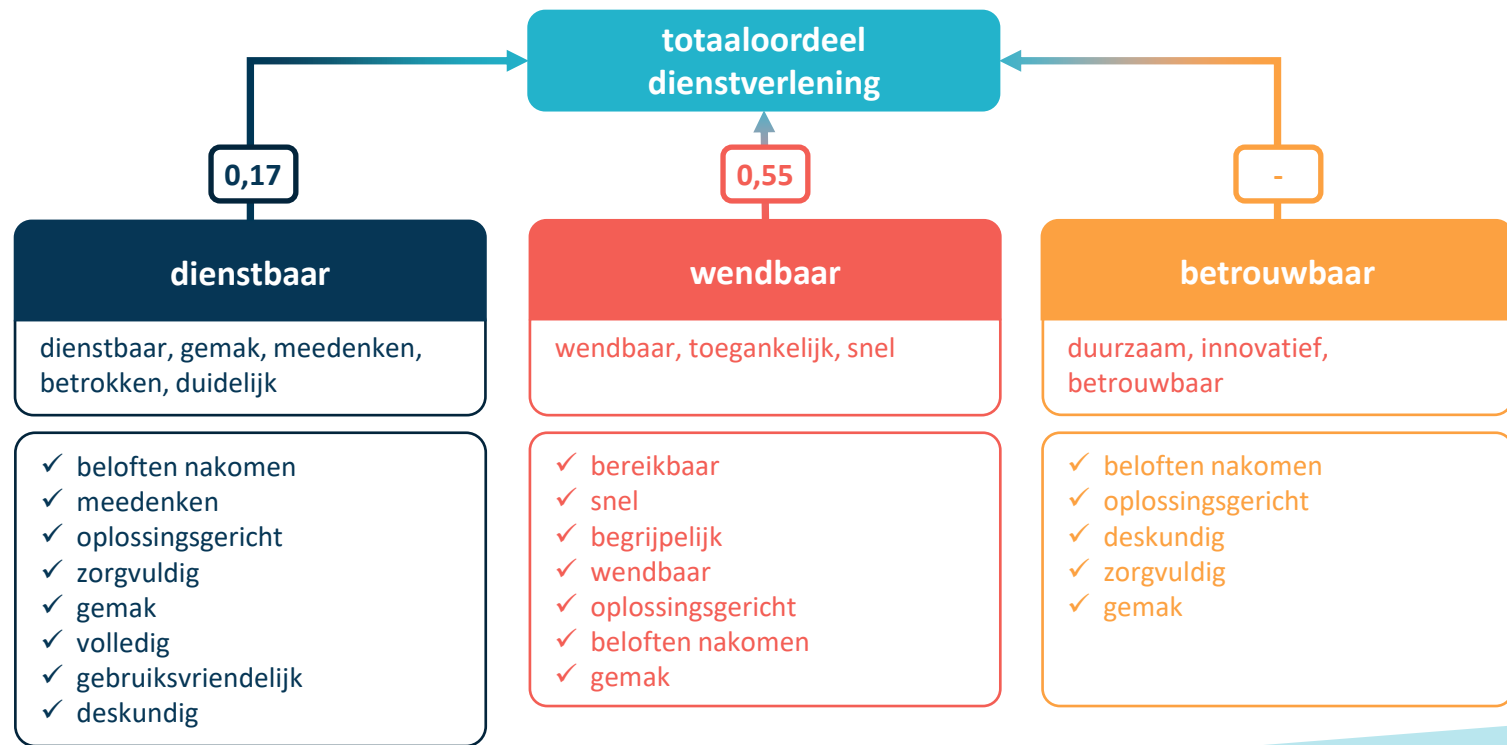 totaaloordeel
dienstverlening
0,17
0,55
-
dienstbaar
dienstbaar, gemak, meedenken,
betrokken, duidelijk
✓ beloften nakomen
✓ meedenken
✓ oplossingsgericht
✓ zorgvuldig
✓ gemak
✓ volledig
✓ gebruiksvriendelijk
✓ deskundig
wendbaar
wendbaar, toegankelijk, snel
✓ bereikbaar
✓ snel
✓ begrijpelijk
✓ wendbaar
✓ oplossingsgericht
✓ beloften nakomen
✓ gemak
betrouwbaar
duurzaam, innovatief,
betrouwbaar
✓ beloften nakomen
✓ oplossingsgericht
✓ deskundig
✓ zorgvuldig
✓ gemak